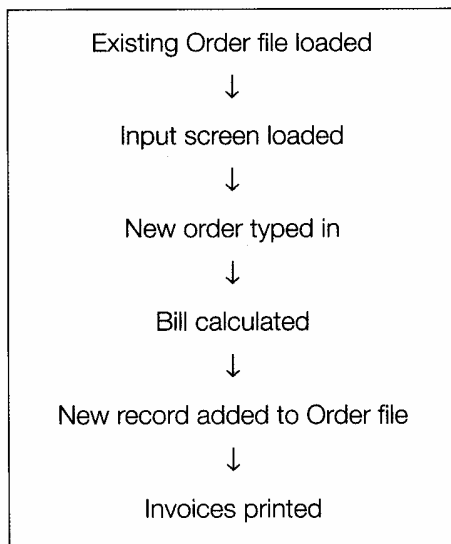 Existing Order file loaded
↓
Input screen loaded
↓
New order typed in
↓
Bill calculated
↓
New record added to Order file
↓
Invoices printed